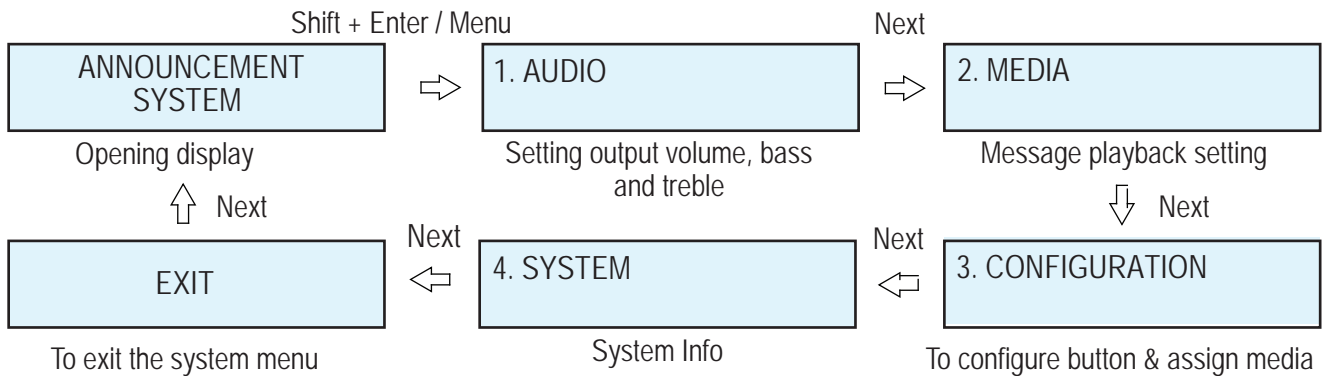 Shift + Enter / Menu
Next
ANNOUNCEMENT
SYSTEM
1. AUDIO
2. MEDIA
Opening display
Setting output volume, bass
and treble
Message playback setting
Next
Next
Next
Next
EXIT
4. SYSTEM
3. CONFIGURATION
To exit the system menu
System Info
To configure button & assign media